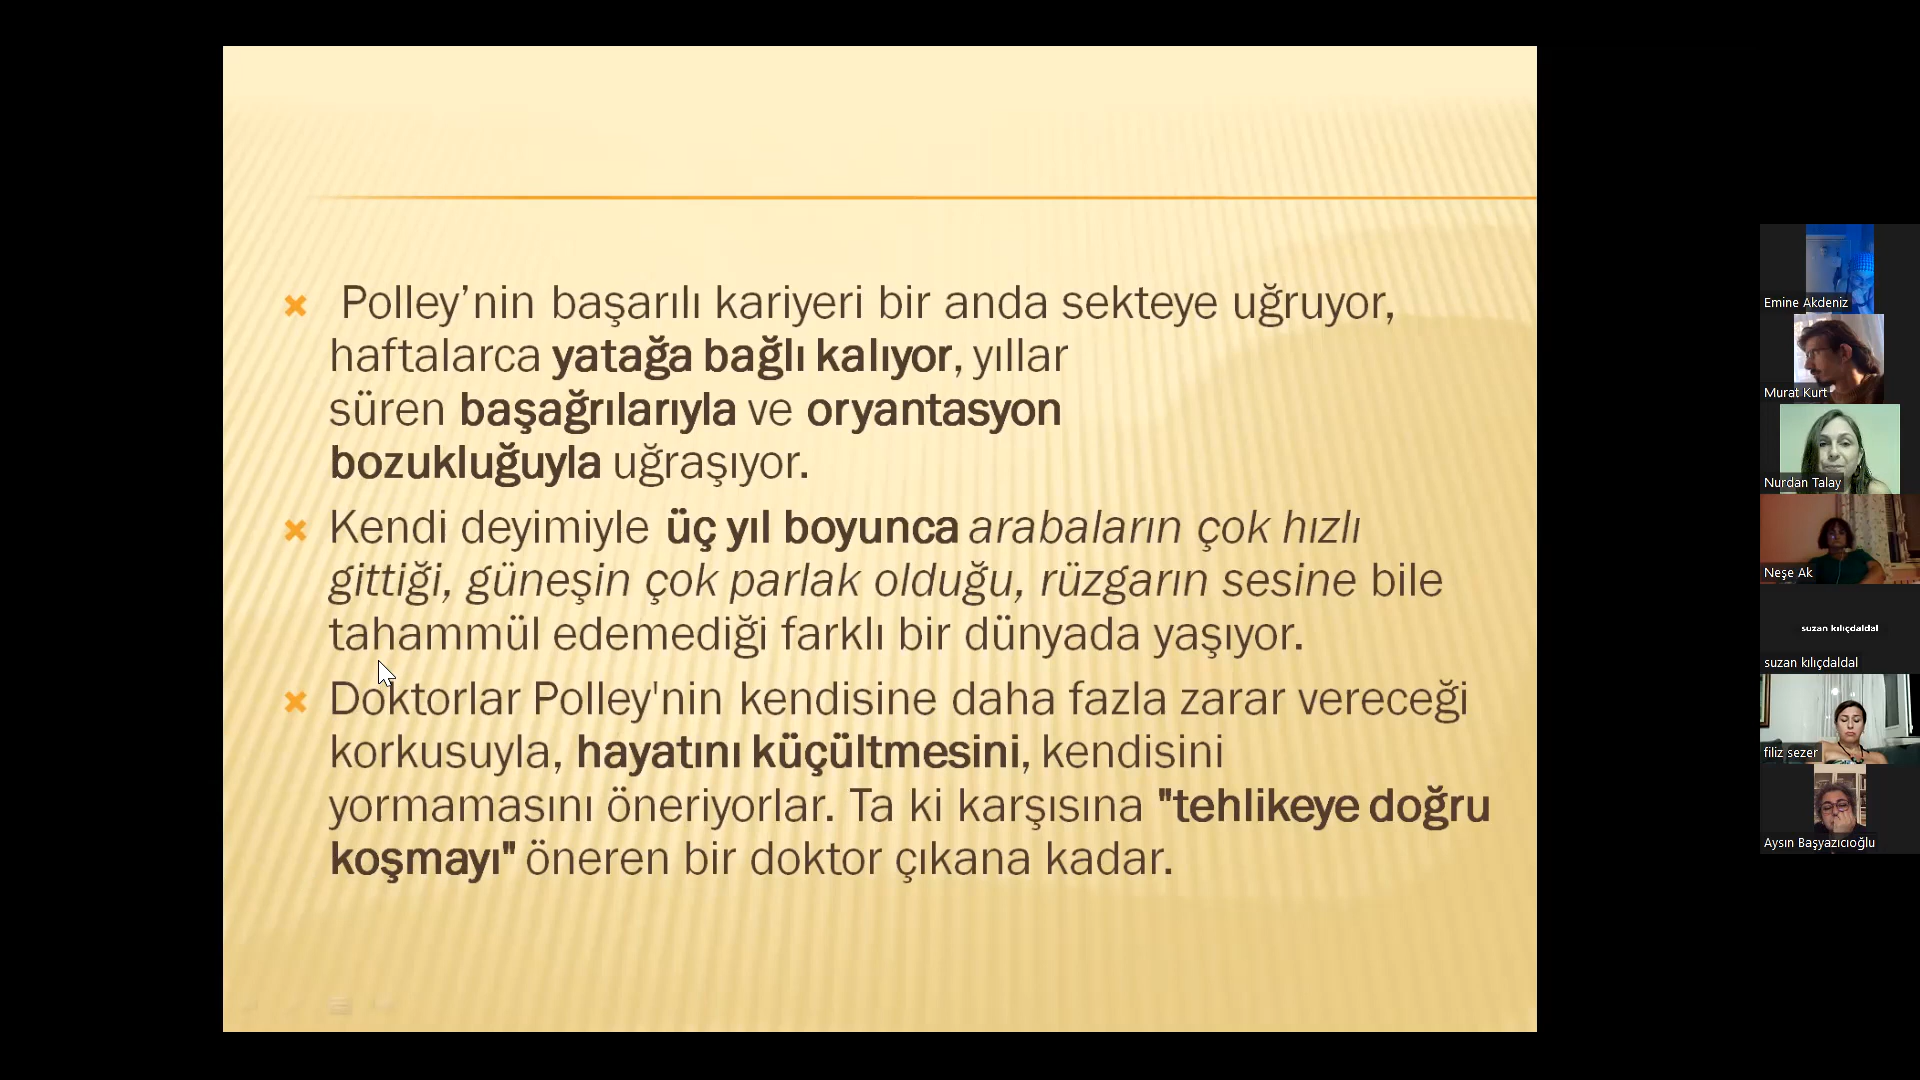 Polley’nin başarılı kariyeri bir anda sekteye uğruyor,
haftalarca yatağa bağlı kalıyor, yıllar
süren başağrılarıyla ve oryantasyon
bozukluğuyla uğraşıyor.
Kendi deyimiyle üç yıl boyunca arabaların çok hızlı
gittiği, güneşin çok parlak olduğu, rüzgarın sesine bile
tahammül edemediği farklı bir dünyada yaşıyor.
Doktorlar Polley'nin kendisine daha fazla zarar vereceği
korkusuyla, hayatını küçültmesini, kendisini
yormamasını öneriyorlar. Ta ki karşısına "tehlikeye doğru
koşmayı" öneren bir doktor çıkana kadar.
Emine Akdeniz
Murat Kurt
Nurdan Talay
Neşe Ak
suzan kılıçdaldal
suzan kılıçdaldal
filiz sezer
Aysın Başyazıcıoğlu